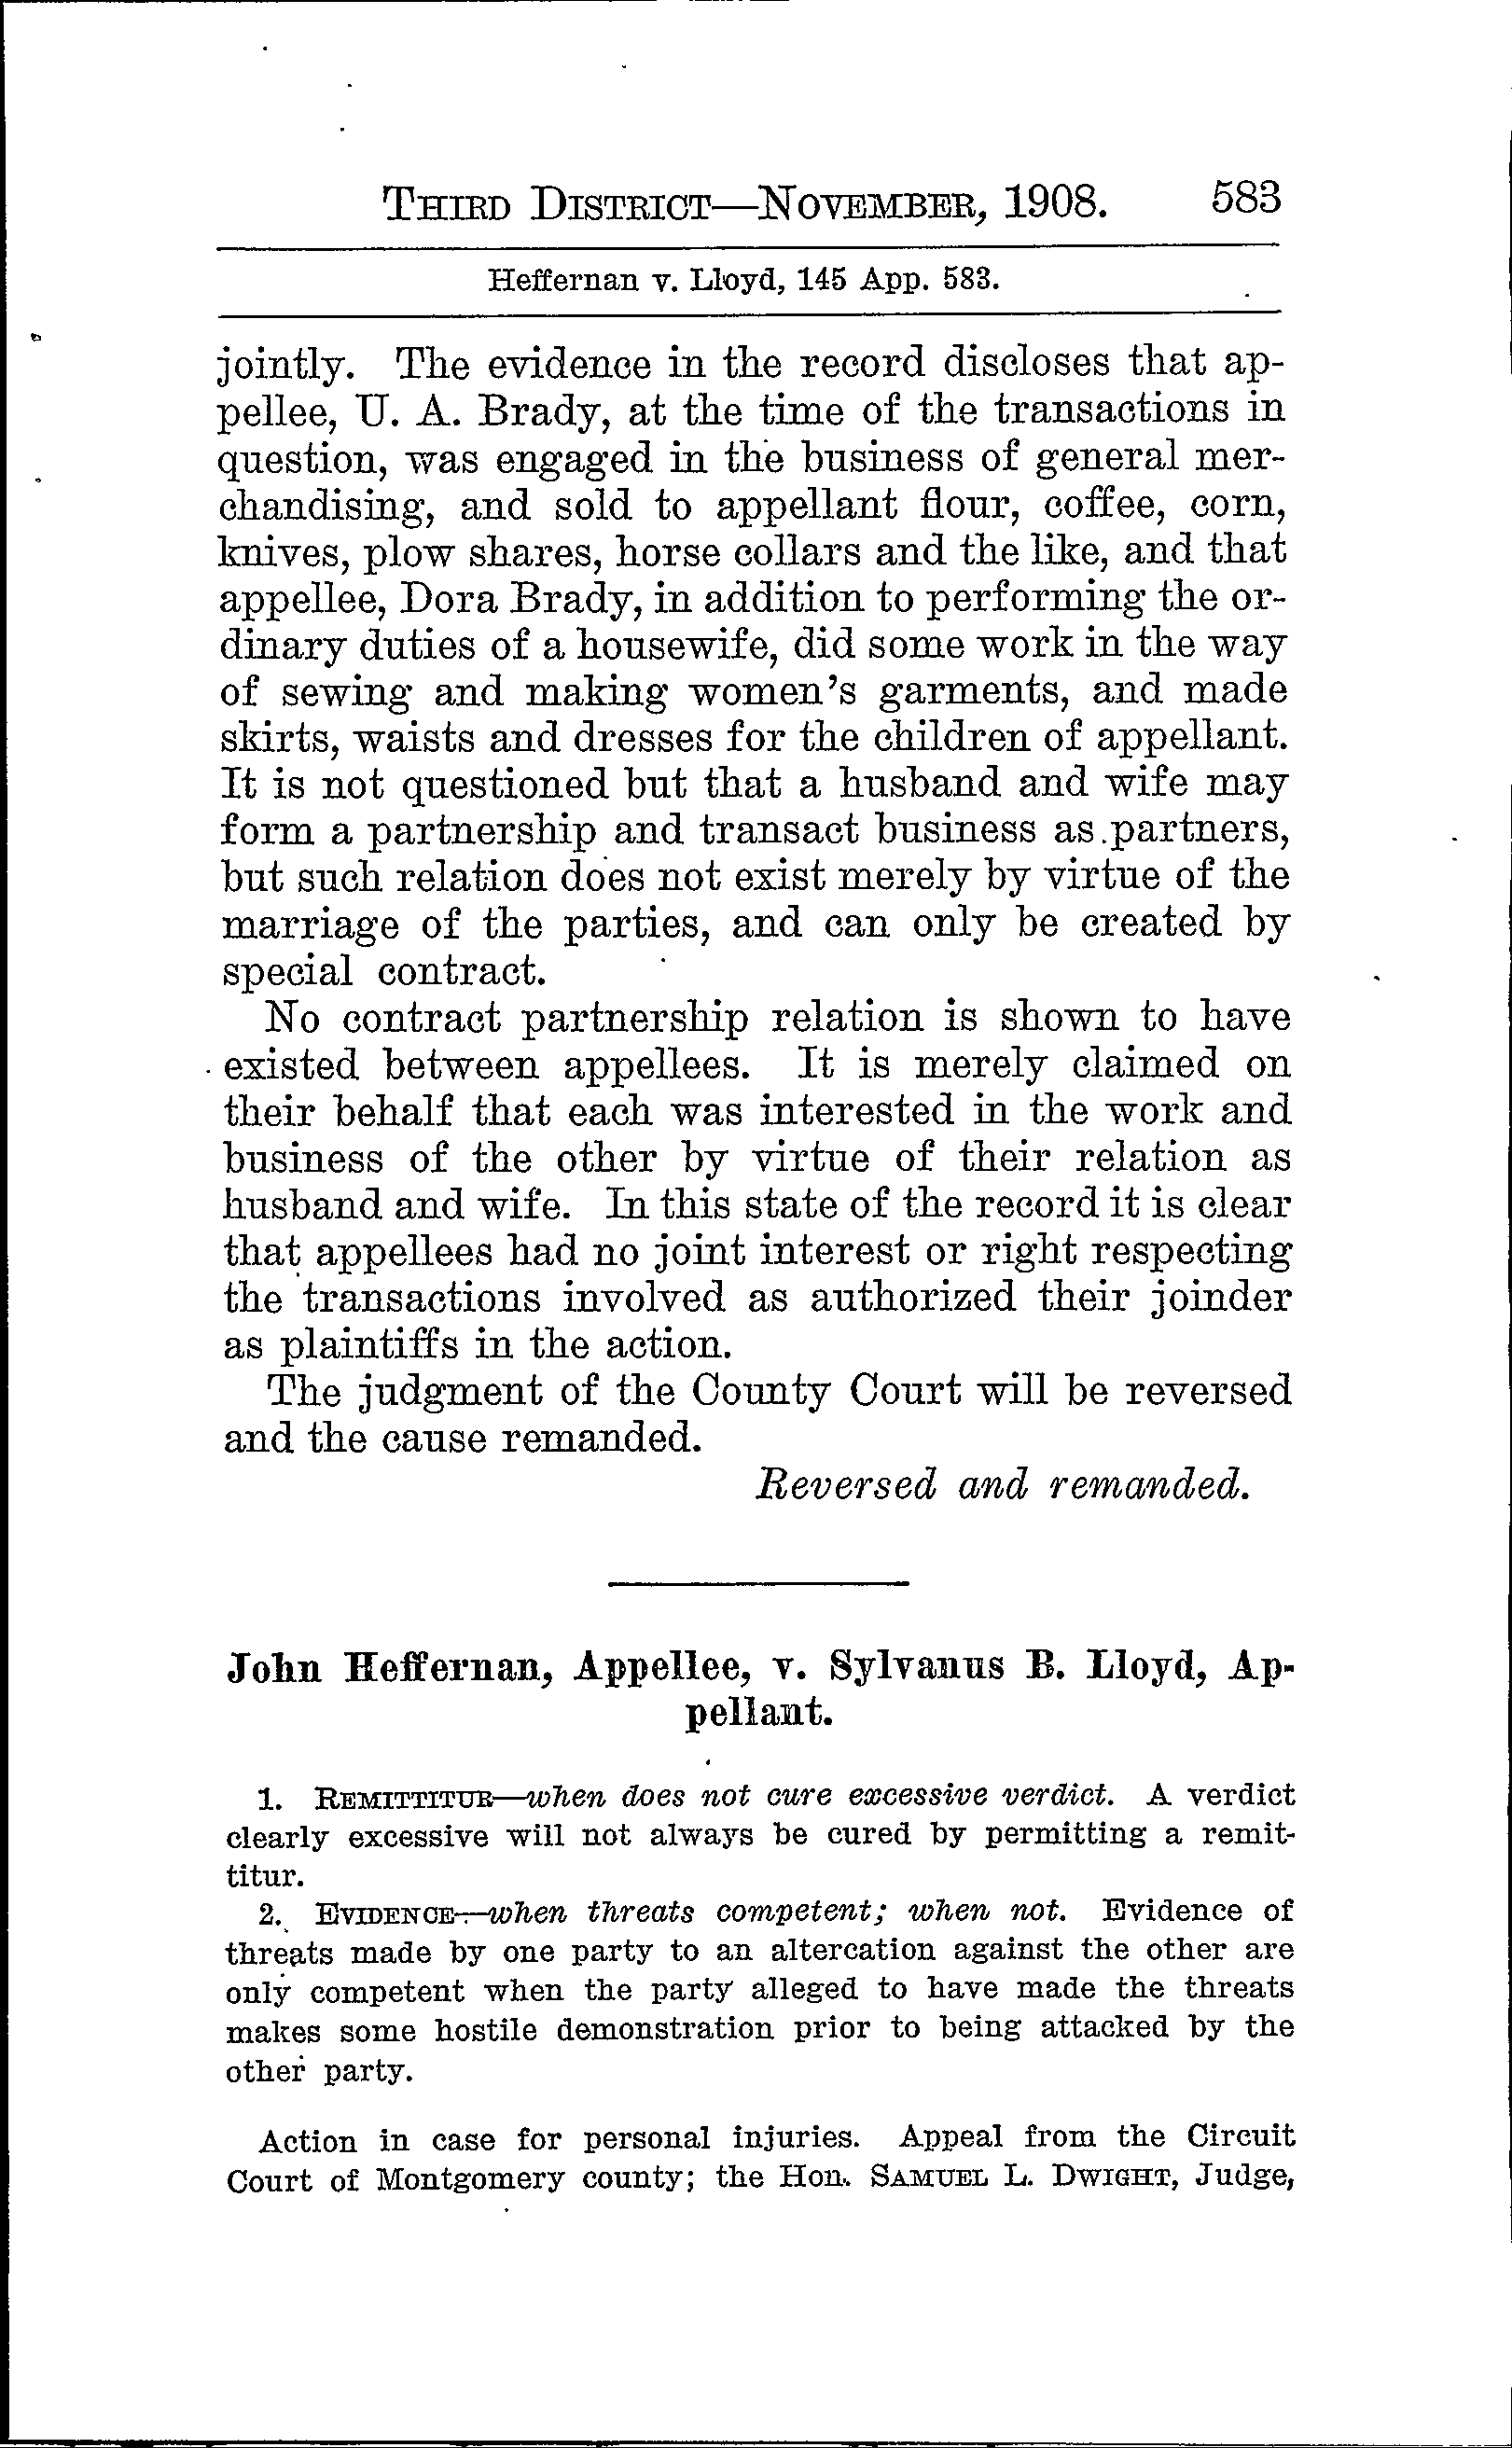 THIRD DISTRICT—NOVEMBER, 1908. 583
Heffernan v. Lloyd, 145 App. 583.
jointly. The evidence in the record discloses that ap-
pellee, U. A. Brady, at the time of the transactions in
question, was engaged in the business of general mer-
chandising, and sold to appellant flour, coffee, corn,
knives, plow shares, horse collars and the like, and that
appellee, Dora Brady, in addition to performing the or-
dinary duties of a housewife, did some work in the way
of sewing and making women's garments, and made
skirts, waists and dresses for the children of appellant.
It is not questioned but that a husband and wife may
form a partnership and transact business as partners,
but such relation does not exist merely by virtue of the
marriage of the parties, and can only be created by
special contract.
No contract partnership relation is shown to have
existed between appellees. It is merely claimed on
their behalf that each was interested in the work and
business of the other by virtue of their relation as
husband and wife. In this state of the record it is clear
that appellees had no joint interest or right respecting
the transactions involved as authorized their joinder
as plaintiffs in the action.
The judgment of the County Court will be reversed
and the cause remanded.
Reversed and remanded.
John Heffernan, Appellee, v. Sylvanus B. Lloyd, Ap-
pellant.
1. REMITTITUR—when does not cure excessive verdict. A verdict
clearly excessive will not always be cured by permitting a remit-
titur.
2. EVIDENCE—when threats competent; when not. Evidence of
threats made by one party to an altercation against the other are
only competent when the party alleged to have made the threats
makes some hostile demonstration prior to being attacked by the
other party.
Action in case for personal injuries. Appeal from the Circuit
Court of Montgomery county; the Hon. SAMUEL L. DWIGHT, Judge,